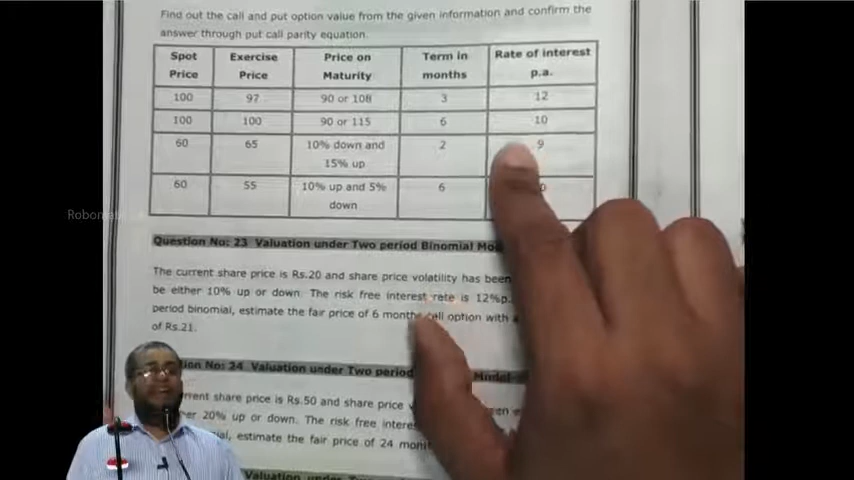 Find out the call and put option value from the given information and confirm the
answer through put call parity equation.
Spot Price Exercise Price Price on Maturity Term in months Rate of interest p.a.
100 97 90 or 108 3 12
100 100 90 or 115 6 10
60 65 10% down and 15% up 2 9
60 55 10% up and 5% down 6
Question No: 23 Valuation under Two period Binomial
The current share price is Rs.20 and share price volatility has been
be either 10% up or down. The risk free interest rate is 12%p.
period binomial, estimate the fair price of 6 months call option with
of Rs.21.
No: 24 Valuation under Two period Model
share price is Rs.50 and share price
20% up or down. The risk free
estimate the fair price of 24
Valuation under